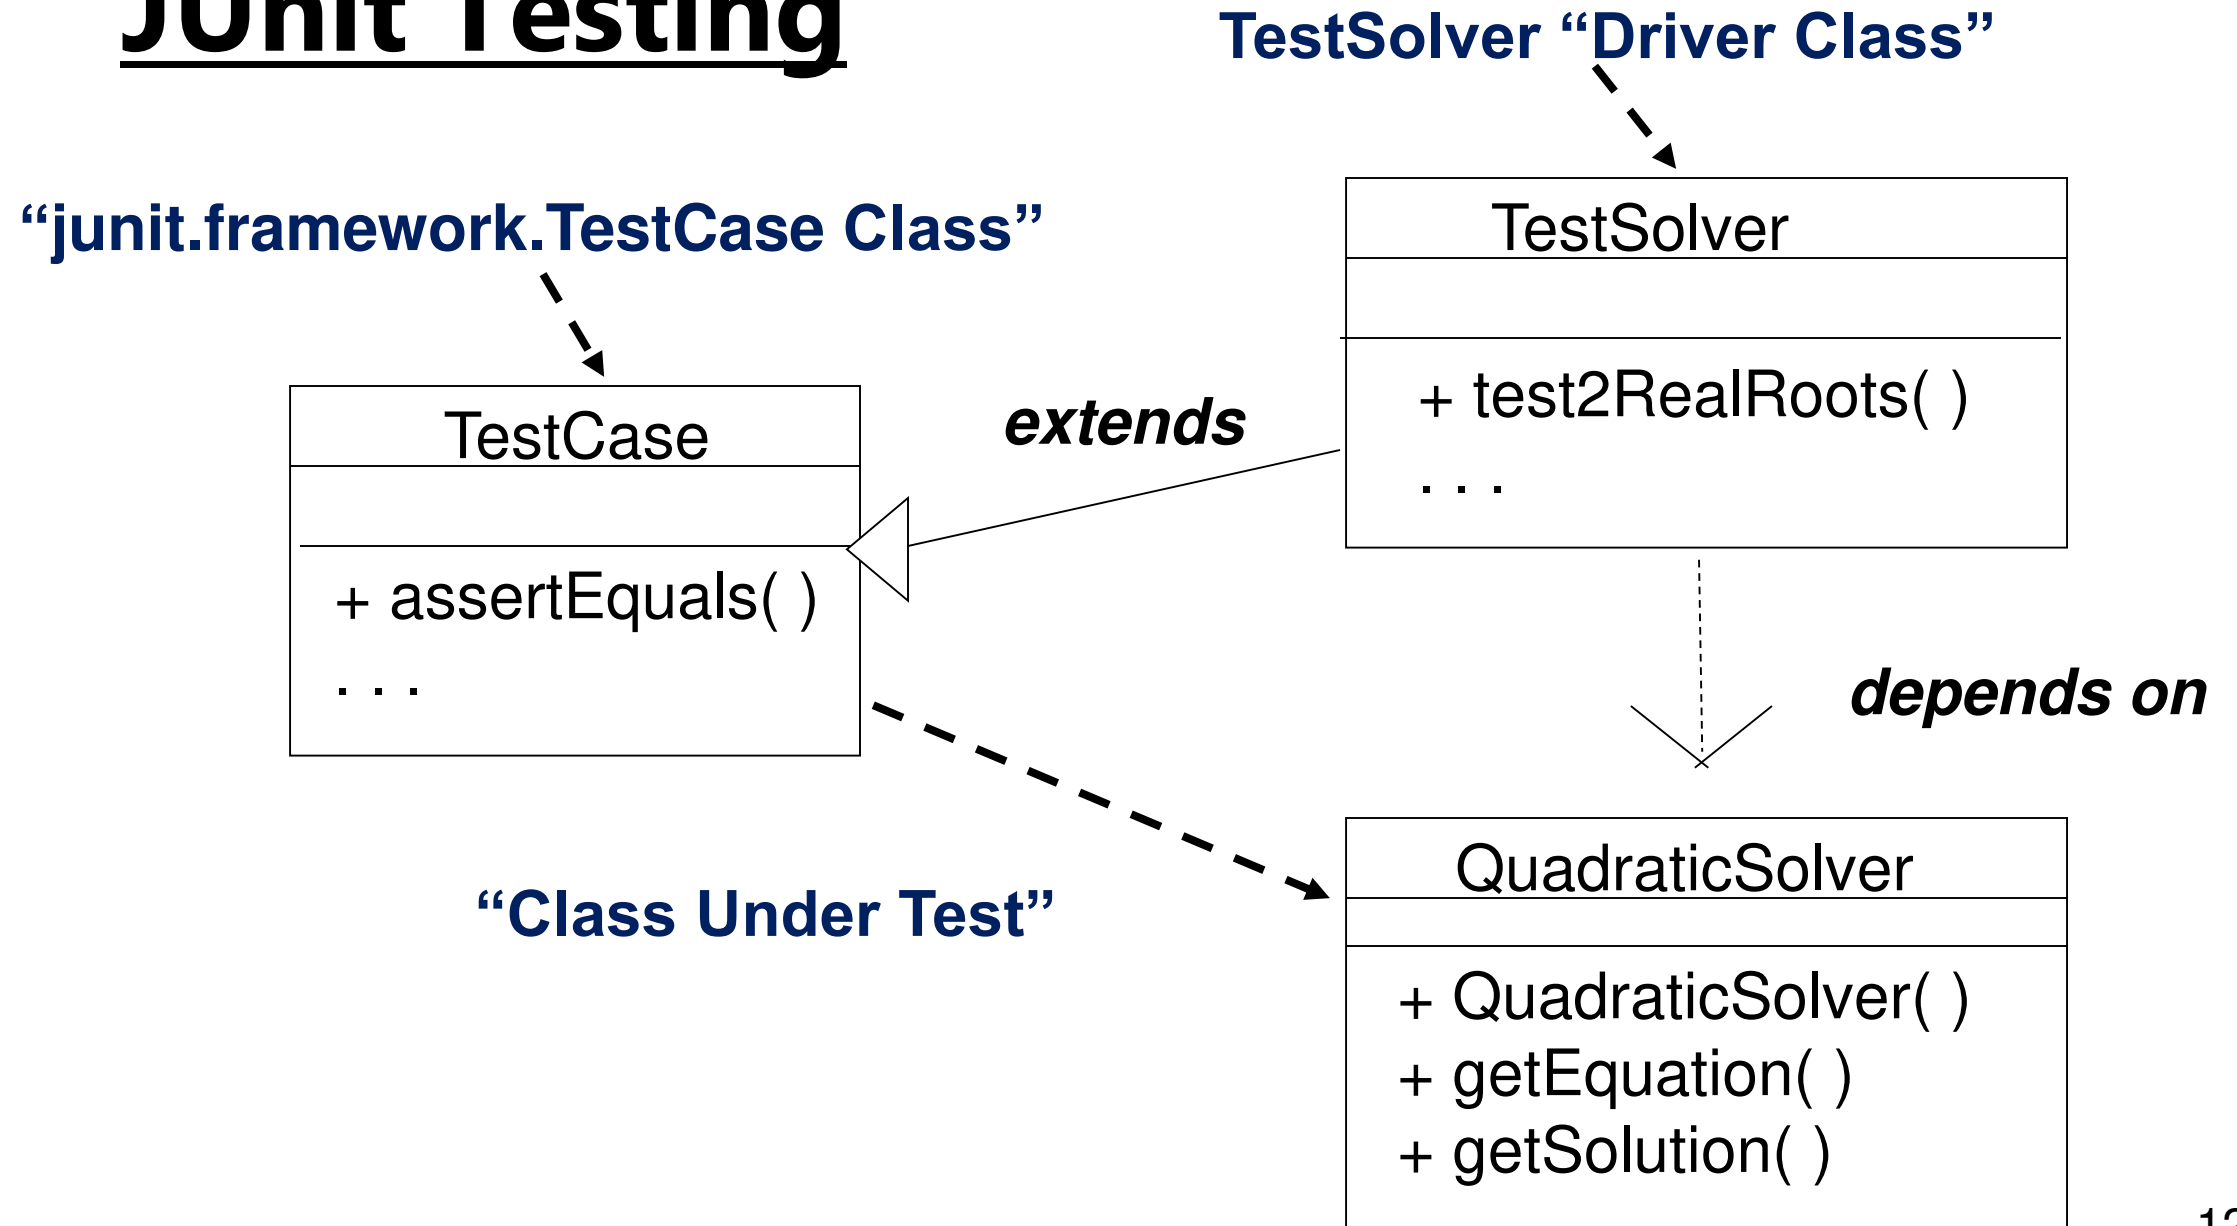 JUnit Testing
TestSolver “Driver Class”
“junit.framework.TestCase Class”
TestSolver
+ test2RealRoots( )
. . .
extends
TestCase
+ assertEquals( )
. . .
depends on
“Class Under Test”
QuadraticSolver
+ QuadraticSolver( )
+ getEquation( )
+ getSolution( )